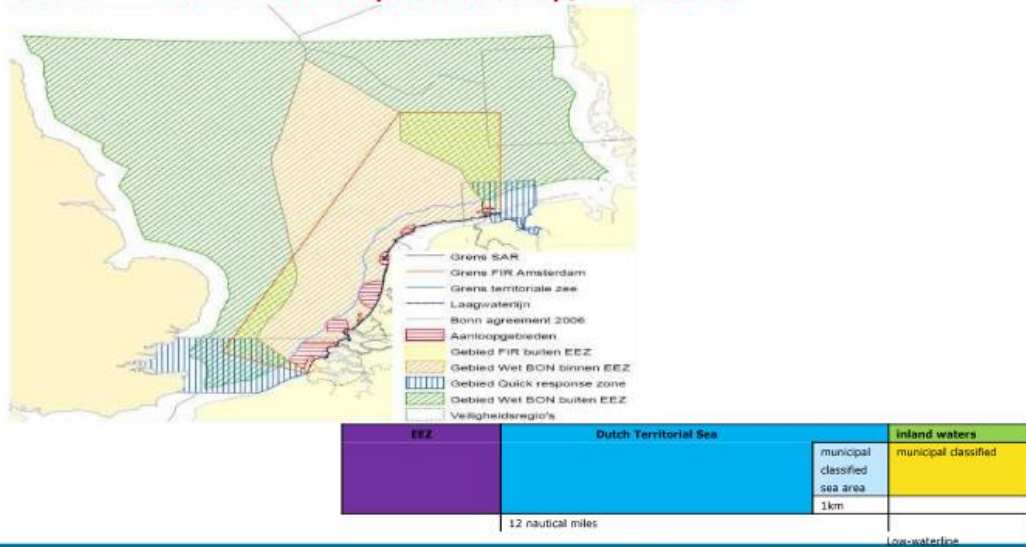 Grens SAR
Grens FIR Amsterdam
Grens territoriale zee
Laagwaterlijn
Bonn agreement 2006
Aanloopgebieden
Gebied FIR buiten EEZ
Gebied Wet BON binnen EEZ
Gebied Quick response zone
Gebied Wet BON buiten EEZ
Veiligheidsregio's
EEZ
Dutch Territorial Sea
inland waters
municipal
classified
sea area
municipal classified
1km
12 nautical miles
Low-waterline